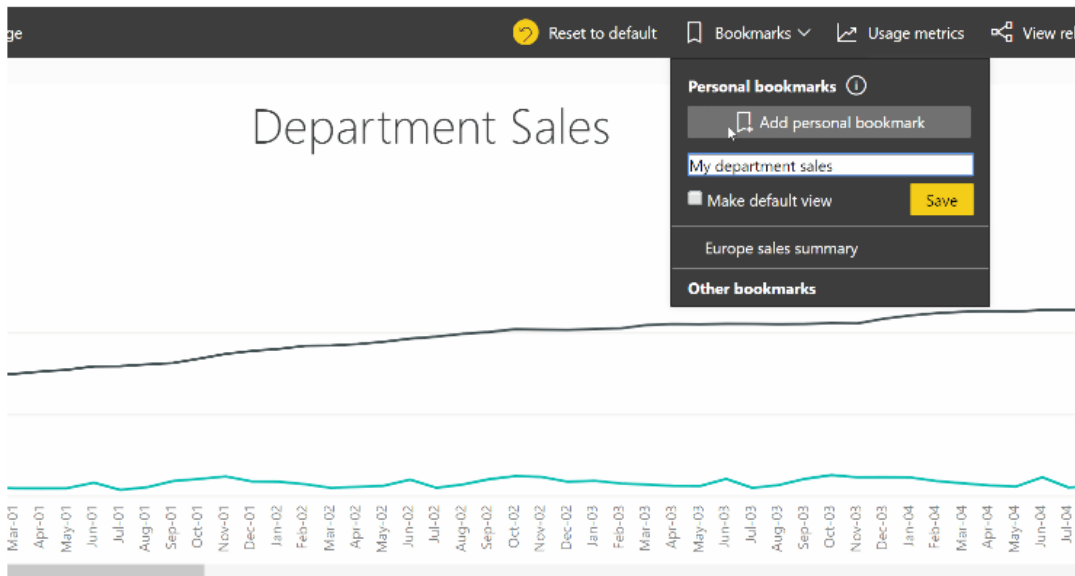 ge
Reset to default
Bookmarks
Usage metrics
View rel
Personal bookmarks
Add personal bookmark
Department Sales
My department sales
Make default view
Save
Europe sales summary
Other bookmarks
Mar-01
Apr-01
May-01
Jun-01
Jul-01
Aug-01
Sep-01
Oct-01
Nov-01
Dec-01
Jan-02
Feb-02
Mar-02
Apr-02
May-02
Jun-02
Jul-02
Aug-02
Sep-02
Oct-02
Nov-02
Dec-02
Jan-03
Feb-03
Mar-03
Apr-03
May-03
Jun-03
Jul-03
Aug-03
Sep-03
Oct-03
Nov-03
Dec-03
Jan-04
Feb-04
Mar-04
Apr-04
May-04
Jun-04
Jul-04